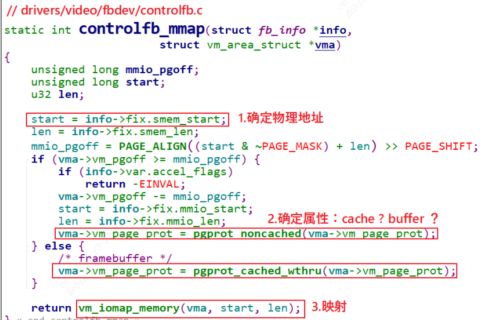 // drivers/video/fbdev/controlfb.c
static int controlfb_mmap(struct fb_info *info,
struct vm_area_struct *vma)
{
unsigned long mmio_pgoff;
unsigned long start;
u32 len;
start = info->fix.smem_start; 1.确定物理地址
len = info->fix.smem_len;
mmio_pgoff = PAGE_ALIGN((start & ~PAGE_MASK) + len) >> PAGE_SHIFT;
if (vma->vm_pgoff >= mmio_pgoff) {
if (info->var.accel_flags)
return -EINVAL;
vma->vm_pgoff -= mmio_pgoff;
start = info->fix.mmio_start;
len = info->fix.mmio_len; 2.确定属性：cache ? buffer ？
vma->vm_page_prot = pgprot_noncached(vma->vm_page_prot);
} else {
/* framebuffer */
vma->vm_page_prot = pgprot_cached_wthru(vma->vm_page_prot);
}
return vm_iomap_memory(vma, start, len); 3.映射